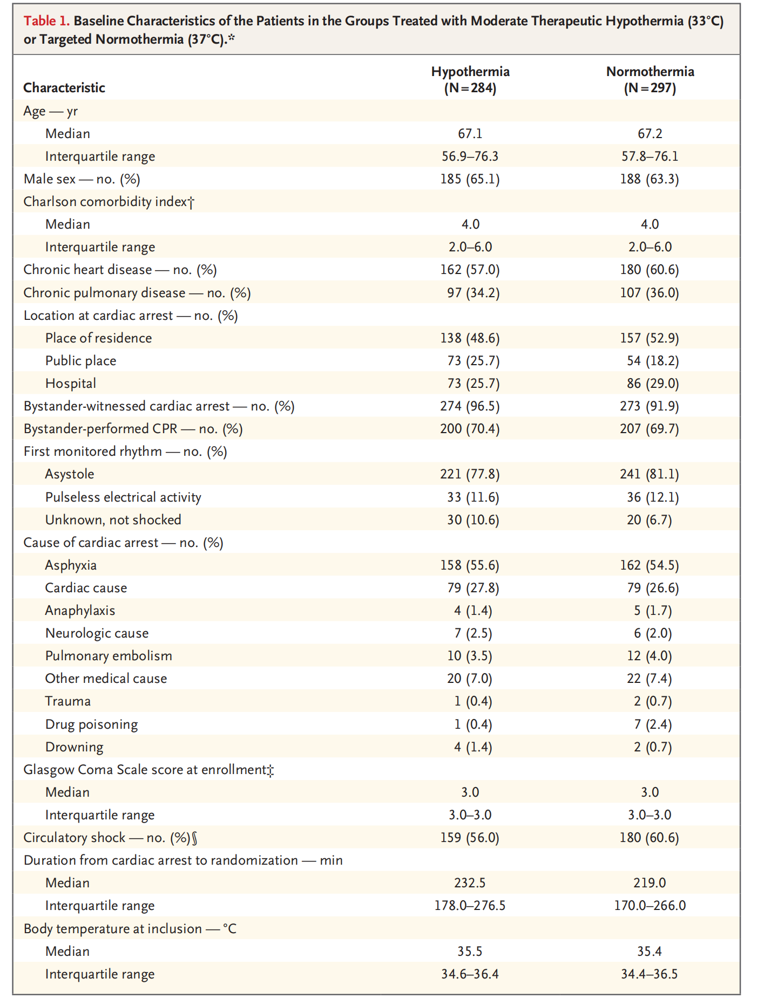 Table 1. Baseline Characteristics of the Patients in the Groups Treated with Moderate Therapeutic Hypothermia (33°C)
or Targeted Normothermia (37°C).*
Characteristic Hypothermia (N=284) Normothermia (N=297)
Age — yr
Median 67.1 67.2
Interquartile range 56.9–76.3 57.8–76.1
Male sex — no. (%) 185 (65.1) 188 (63.3)
Charlson comorbidity index†
Median 4.0 4.0
Interquartile range 2.0–6.0 2.0–6.0
Chronic heart disease — no. (%) 162 (57.0) 180 (60.6)
Chronic pulmonary disease — no. (%) 97 (34.2) 107 (36.0)
Location at cardiac arrest — no. (%)
Place of residence 138 (48.6) 157 (52.9)
Public place 73 (25.7) 54 (18.2)
Hospital 73 (25.7) 86 (29.0)
Bystander-witnessed cardiac arrest — no. (%) 274 (96.5) 273 (91.9)
Bystander-performed CPR — no. (%) 200 (70.4) 207 (69.7)
First monitored rhythm — no. (%)
Asystole 221 (77.8) 241 (81.1)
Pulseless electrical activity 33 (11.6) 36 (12.1)
Unknown, not shocked 30 (10.6) 20 (6.7)
Cause of cardiac arrest — no. (%)
Asphyxia 158 (55.6) 162 (54.5)
Cardiac cause 79 (27.8) 79 (26.6)
Anaphylaxis 4 (1.4) 5 (1.7)
Neurologic cause 7 (2.5) 6 (2.0)
Pulmonary embolism 10 (3.5) 12 (4.0)
Other medical cause 20 (7.0) 22 (7.4)
Trauma 1 (0.4) 2 (0.7)
Drug poisoning 1 (0.4) 7 (2.4)
Drowning 4 (1.4) 2 (0.7)
Glasgow Coma Scale score at enrollment‡
Median 3.0 3.0
Interquartile range 3.0–3.0 3.0–3.0
Circulatory shock — no. (%)§ 159 (56.0) 180 (60.6)
Duration from cardiac arrest to randomization — min
Median 232.5 219.0
Interquartile range 178.0–276.5 170.0–266.0
Body temperature at inclusion — °C
Median 35.5 35.4
Interquartile range 34.6–36.4 34.4–36.5